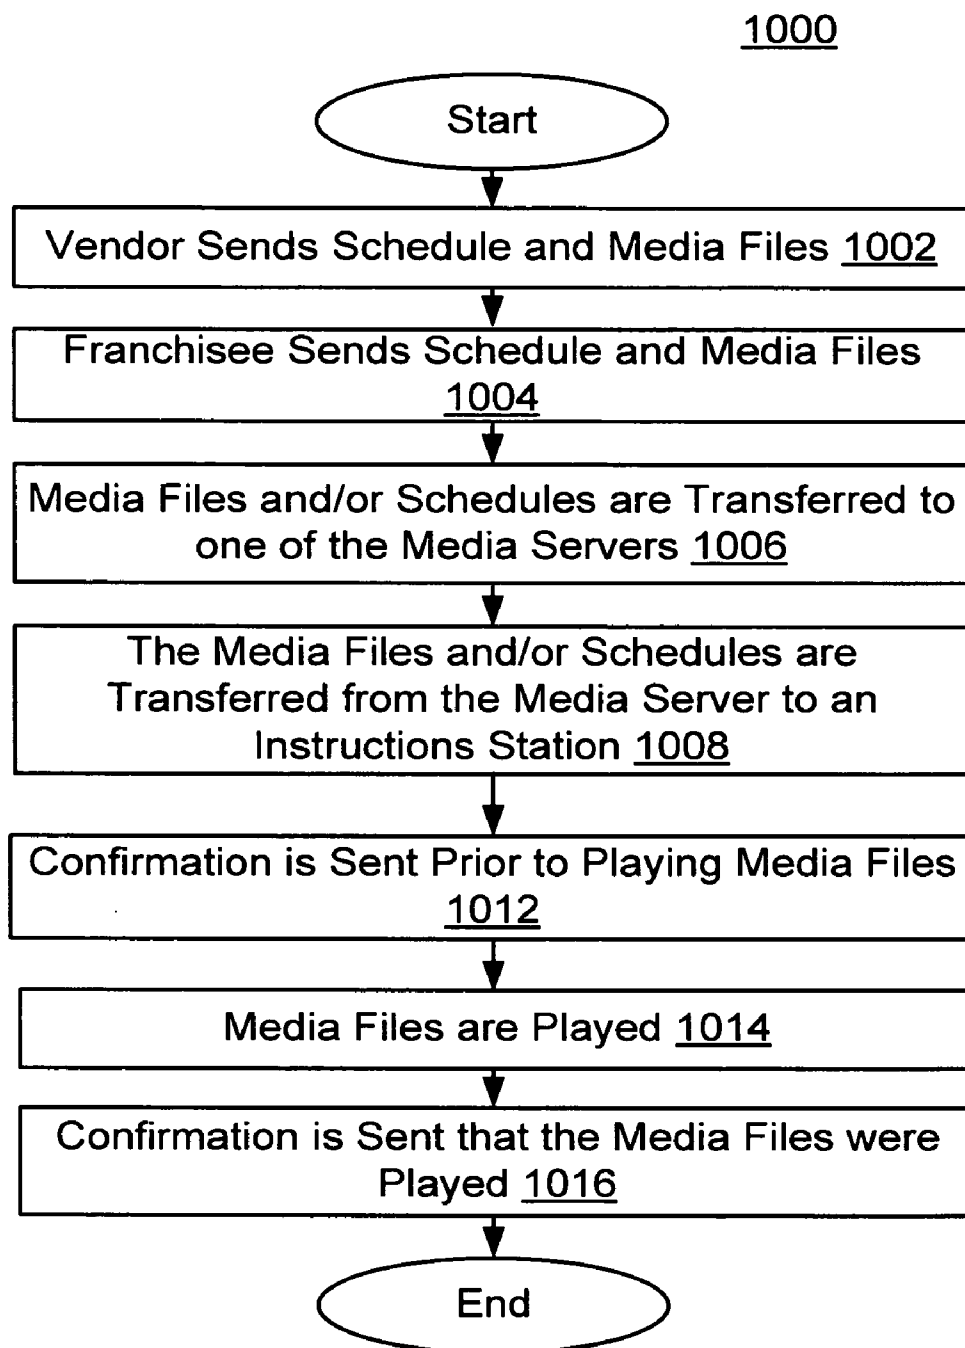 1000
Start
Vendor Sends Schedule and Media Files 1002
Franchisee Sends Schedule and Media Files
1004
Media Files and/or Schedules are Transferred to
one of the Media Servers 1006
The Media Files and/or Schedules are
Transferred from the Media Server to an
Instructions Station 1008
Confirmation is Sent Prior to Playing Media Files
1012
Media Files are Played 1014
Confirmation is Sent that the Media Files were
Played 1016
End